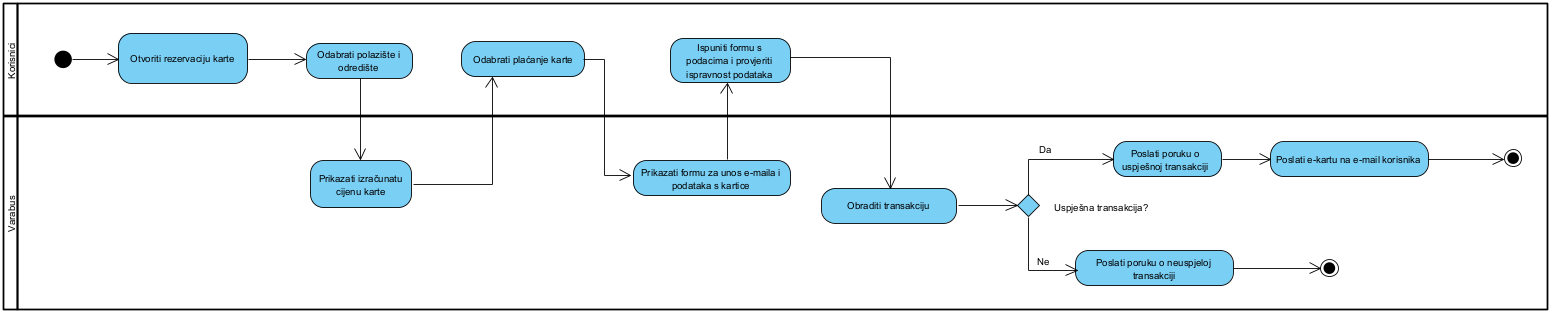 Korisnici
Otvoriti rezervaciju karte
Odabrati polazište i
odredište
Odabrati plaćanje karte
Ispuniti formu s
podacima i provjeriti
ispravnost podataka
Varabus
Prikazati izračunatu
cijenu karte
Prikazati formu za unos e-maila i
podataka s kartice
Obraditi transakciju
Uspješna transakcija?
Da
Poslati poruku o
uspješnoj transakciji
Poslati e-kartu na e-mail korisnika
Ne
Poslati poruku o neuspjeloj
transakciji